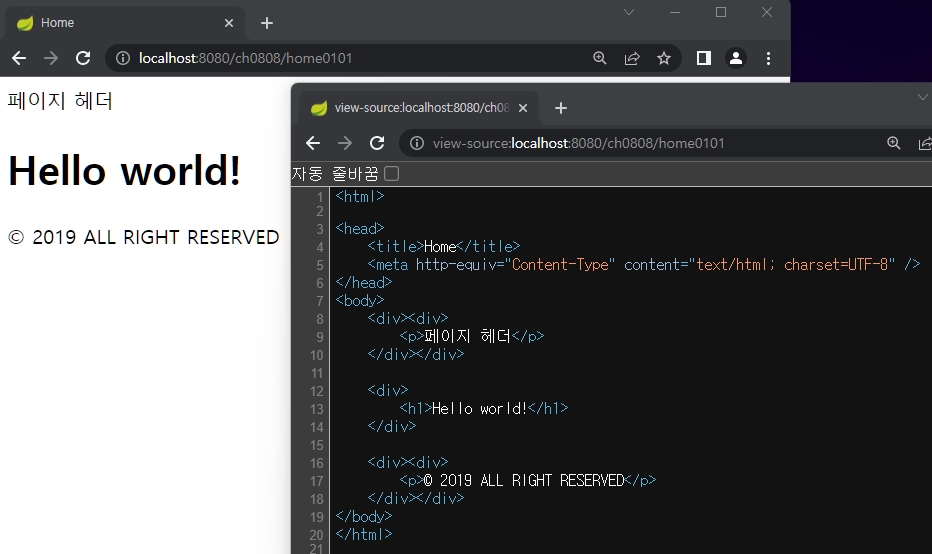 Home
localhost:8080/ch0808/home0101
페이지 헤더
Hello world!
© 2019 ALL RIGHT RESERVED
view-source:localhost:8080/ch08
view-source:localhost:8080/ch0808/home0101
자동 줄바꿈
1 <html>
2
3 <head>
4 <title>Home</title>
5 <meta http-equiv="Content-Type" content="text/html; charset=UTF-8" />
6 </head>
7 <body>
8 <div><div>
9 <p>페이지 헤더</p>
10 </div></div>
11
12 <div>
13 <h1>Hello world!</h1>
14 </div>
15
16 <div><div>
17 <p>© 2019 ALL RIGHT RESERVED</p>
18 </div></div>
19 </body>
20 </html>
21